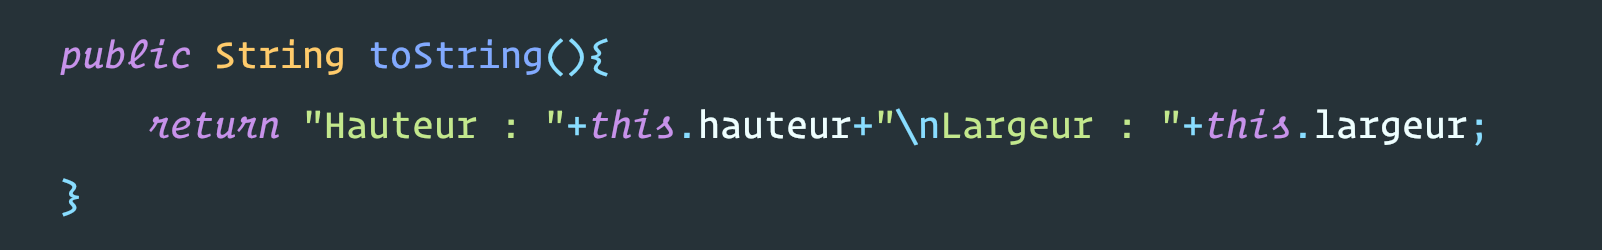 public String toString(){
    return "Hauteur : "+this.hauteur+"\nLargeur : "+this.largeur;
}